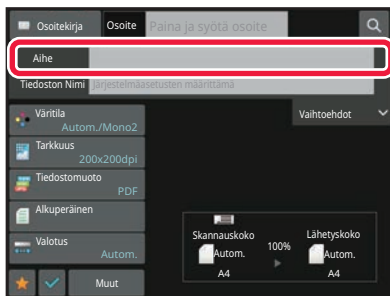 Osoitekirja Osoite Paina ja syötä osoite
Aihe
Tiedoston Nimi Järjestelmäasetusten määrittämä
Väritila
Autom./Mono2
Vaihtoehdot
Tarkkuus
200x200dpi
Tiedostomuoto
PDF
Alkuperäinen
Valotus
Autom.
Skannauskoko
Autom.
A4
100%
Lähetyskoko
Autom.
A4
Muut